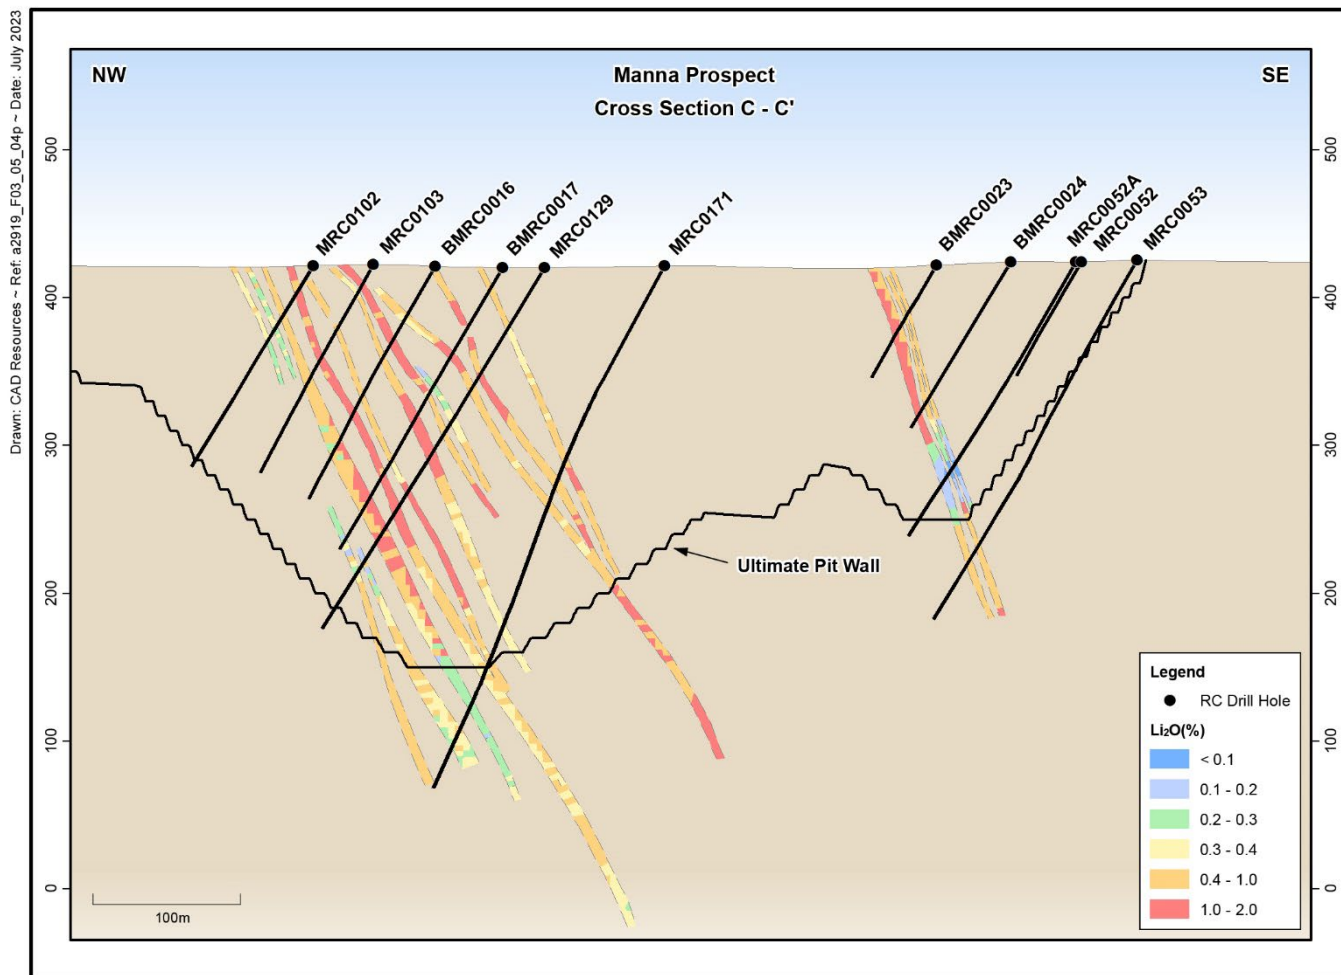 Drawn: CAD Resources ~ Ref: a2919_F03_05_04p ~ Date: July 2023
NW
Manna Prospect
SE
Cross Section C - C'
500
500
MRC0102
MRC0103
BMRC0016
BMRC0017
MRC0129
MRC0171
BMRC0023
BMRC0024
MRC0052A
MRC0052
MRC0053
400
400
300
300
Ultimate Pit Wall
200
200
100
100
0
0
100m
Legend
RC Drill Hole
Li₂O(%)
< 0.1
0.1 - 0.2
0.2 - 0.3
0.3 - 0.4
0.4 - 1.0
1.0 - 2.0